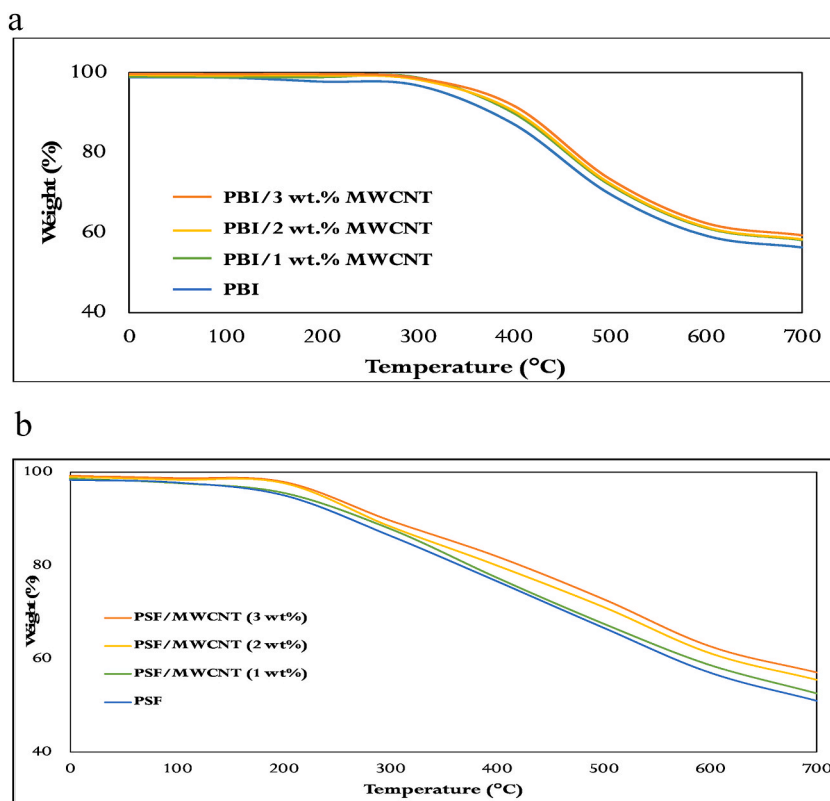 a
100
80
60
40
Weight (%)
PBI/3 wt.% MWCNT
PBI/2 wt.% MWCNT
PBI/1 wt.% MWCNT
PBI
0 100 200 300 400 500 600 700
Temperature (°C)
b
100
80
60
40
Weight (%)
PSF/MWCNT (3 wt%)
PSF/MWCNT (2 wt%)
PSF/MWCNT (1 wt%)
PSF
0 100 200 300 400 500 600 700
Temperature (°C)